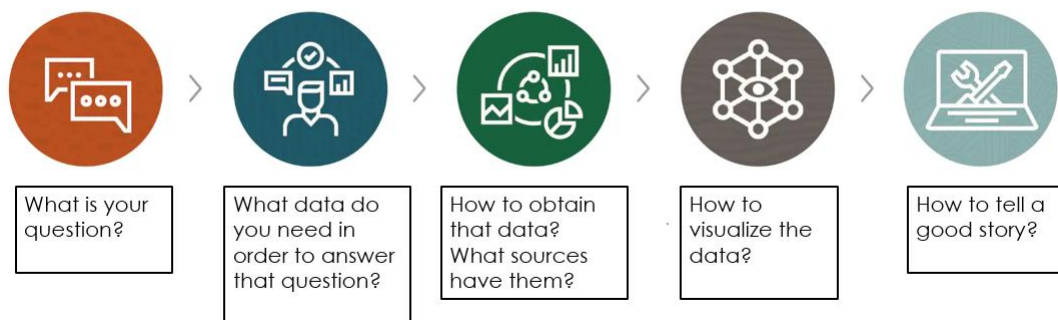 What is your
question?
What data do
you need in
order to answer
that question?
How to obtain
that data?
What sources
have them?
How to
visualize the
data?
How to tell a
good story?